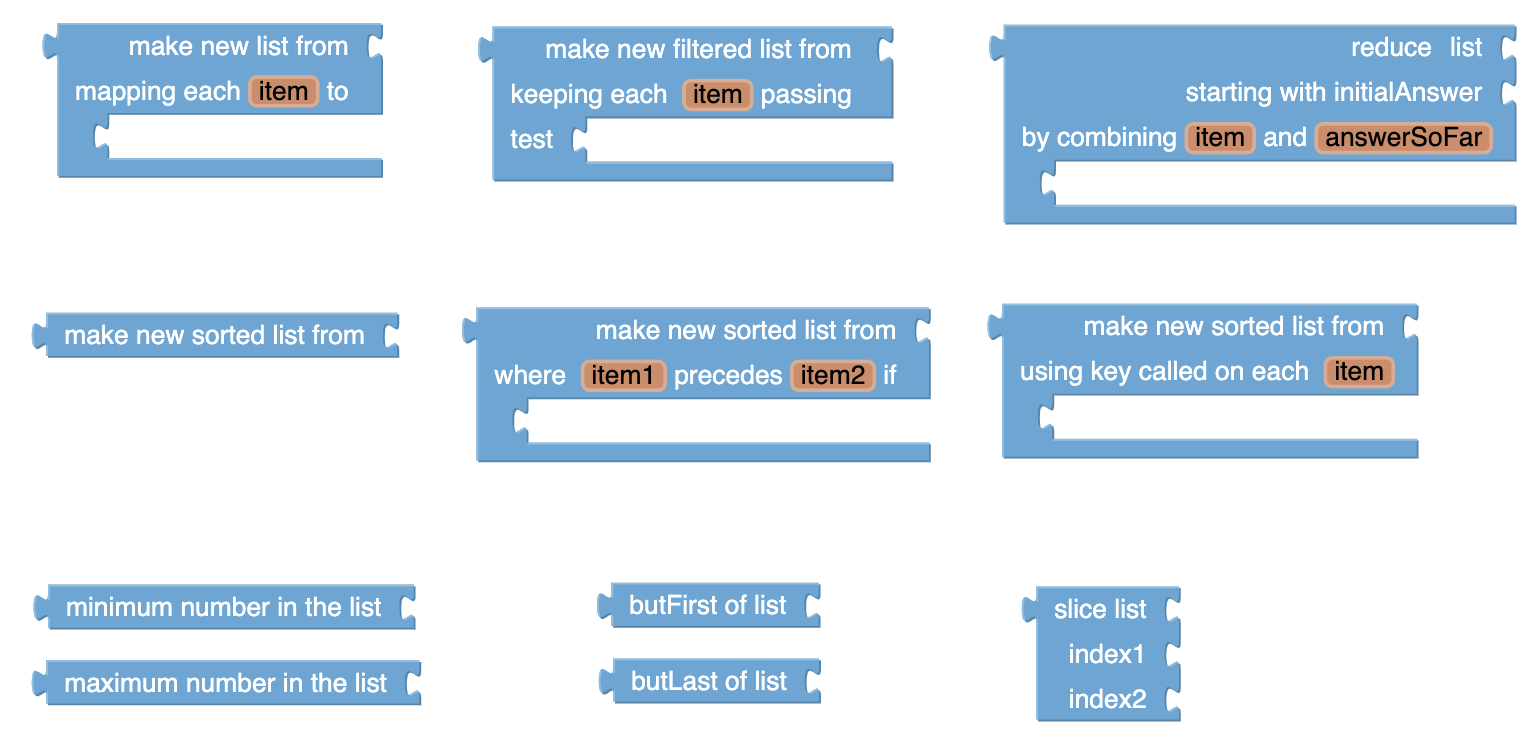 make new list from
mapping each item to
make new filtered list from
keeping each item passing
test
reduce list
starting with initialAnswer
by combining item and answerSoFar
make new sorted list from
make new sorted list from
where item1 precedes item2 if
make new sorted list from
using key called on each item
minimum number in the list
maximum number in the list
butFirst of list
butLast of list
slice list
index1
index2